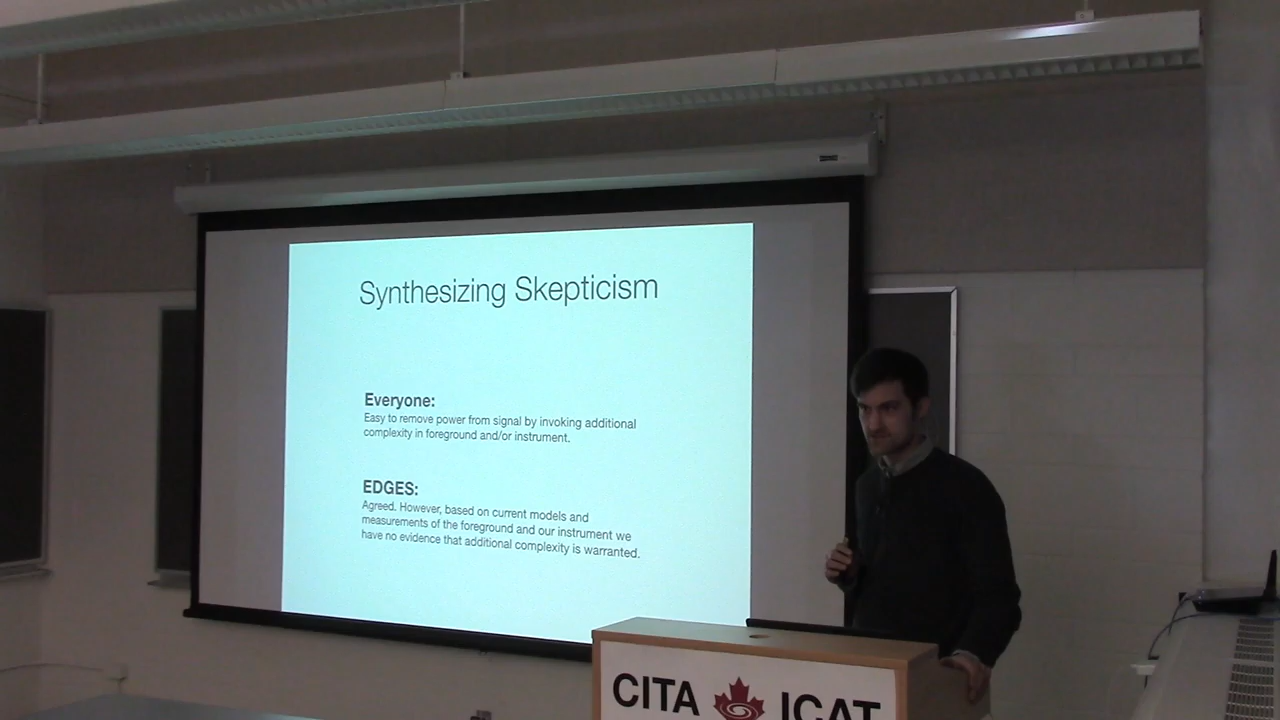 Synthesizing Skepticism
Everyone:
Easy to remove power from signal by invoking additional
complexity in foreground and/or instrument.
EDGES:
Agreed. However, based on current models and
measurements of the foreground and our instrument we
have no evidence that additional complexity is warranted.
CITA ICAT